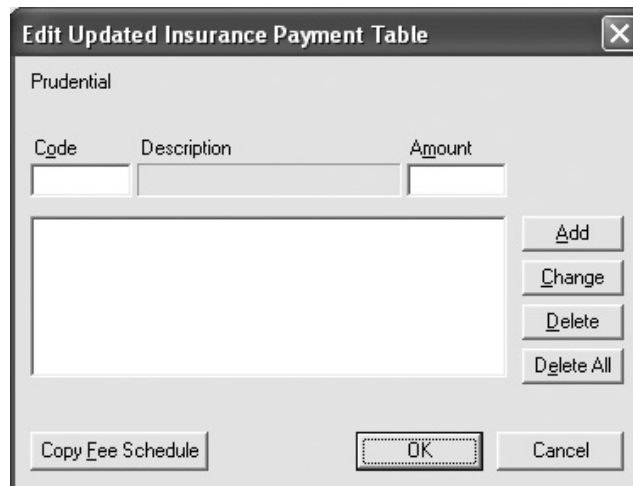 Edit Updated Insurance Payment Table
Prudential
Code Description Amount
Add
Change
Delete
Delete All
Copy Fee Schedule OK Cancel